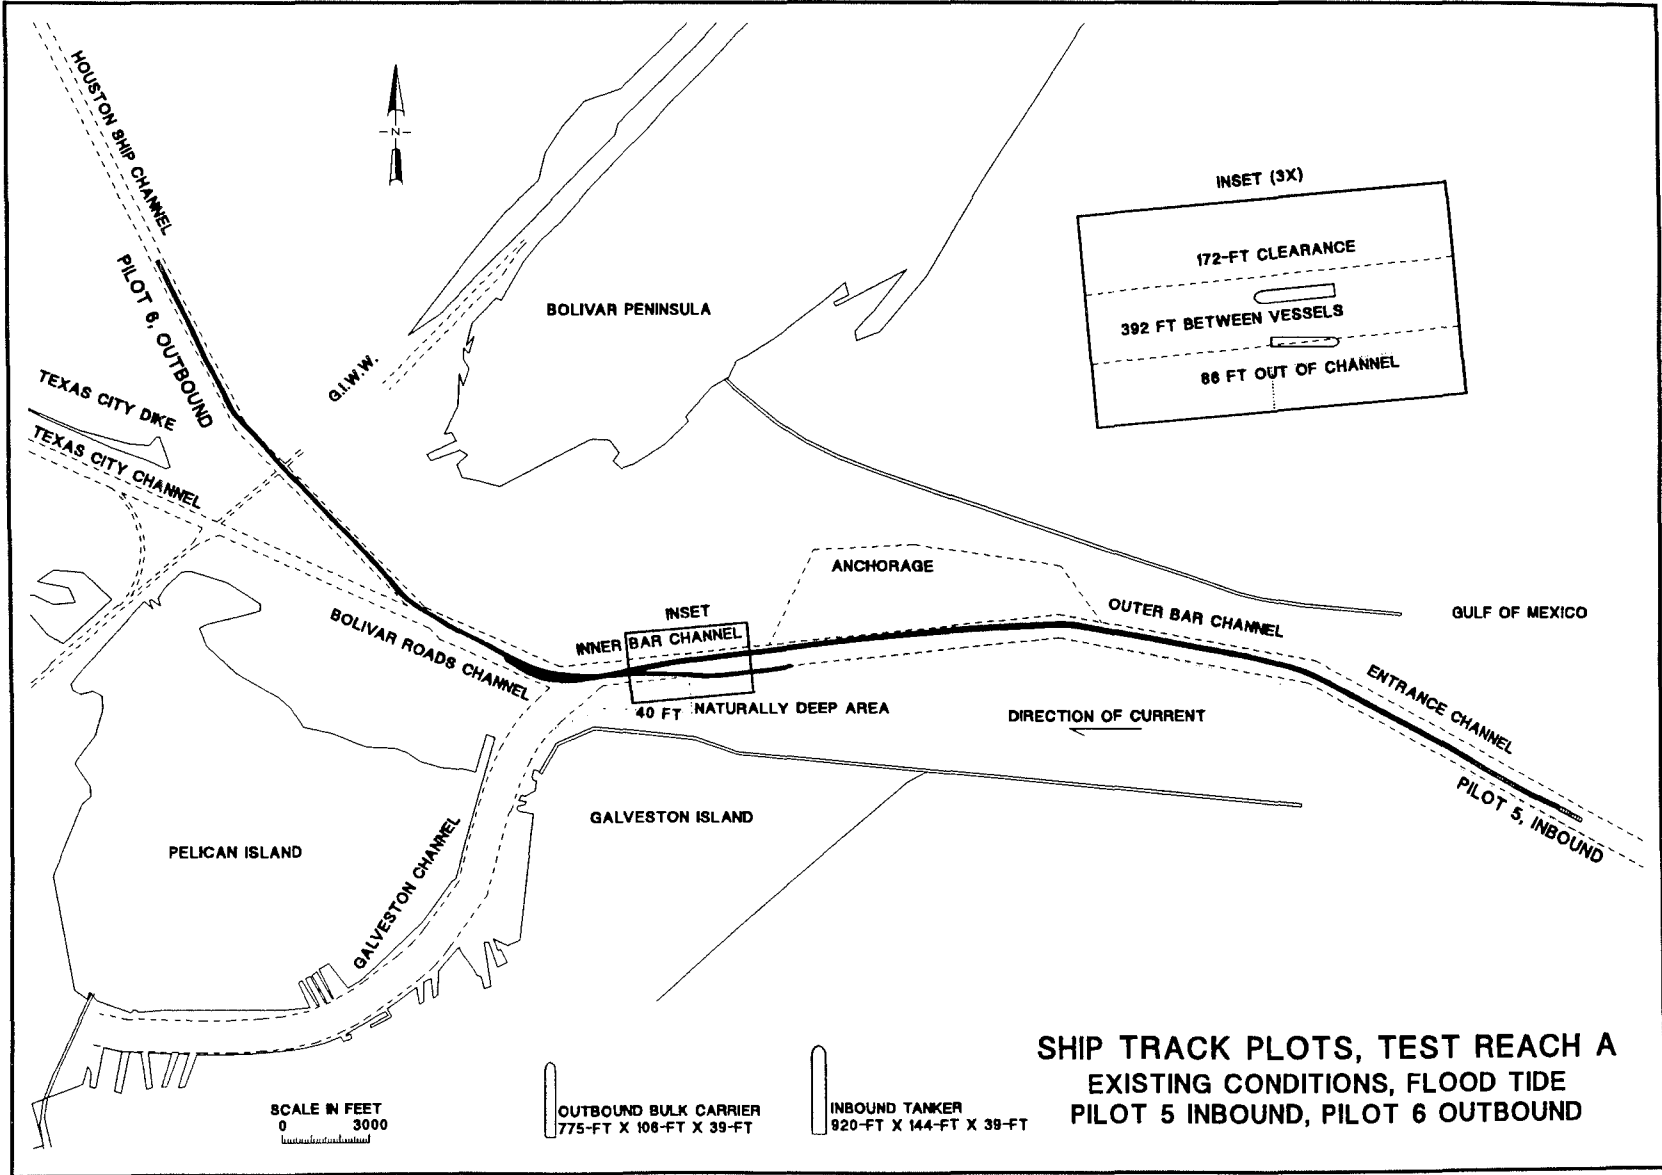 HOUSTON SHIP CHANNEL
N
INSET (3X)
172-FT CLEARANCE
392 FT BETWEEN VESSELS
86 FT OUT OF CHANNEL
PILOT 6, OUTBOUND
BOLIVAR PENINSULA
G.I.W.W.
TEXAS CITY DIKE
TEXAS CITY CHANNEL
ANCHORAGE
BOLIVAR ROADS CHANNEL
INSET
INNER BAR CHANNEL
OUTER BAR CHANNEL
GULF OF MEXICO
ENTRANCE CHANNEL
40 FT
NATURALLY DEEP AREA
DIRECTION OF CURRENT
PILOT 5, INBOUND
GALVESTON ISLAND
PELICAN ISLAND
GALVESTON CHANNEL
SCALE IN FEET
0 3000
OUTBOUND BULK CARRIER
775-FT X 106-FT X 39-FT
INBOUND TANKER
920-FT X 144-FT X 39-FT
SHIP TRACK PLOTS, TEST REACH A
EXISTING CONDITIONS, FLOOD TIDE
PILOT 5 INBOUND, PILOT 6 OUTBOUND